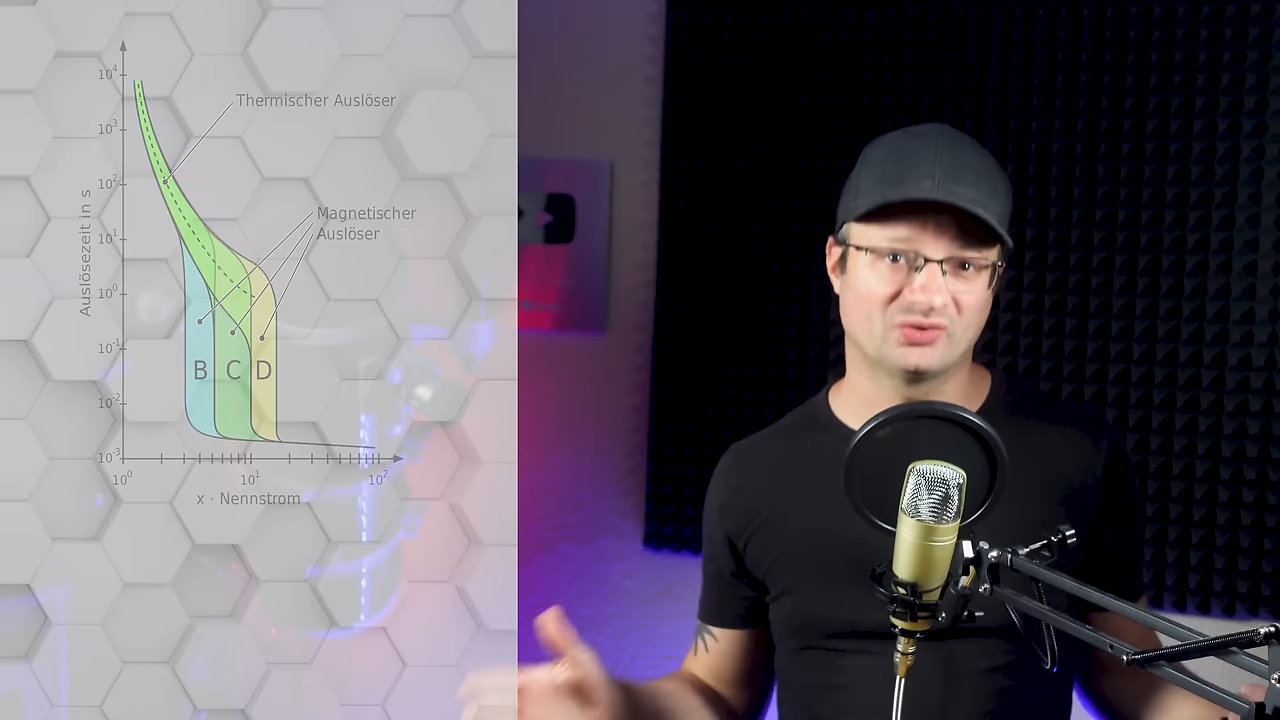 10⁴
Thermischer Auslöser
10³
10²
Magnetischer
Auslöser
10¹
Auslösezeit in s
10⁰
10⁻¹
B C D
10⁻²
10⁻³
10⁰ 10¹ 10²
x · Nennstrom